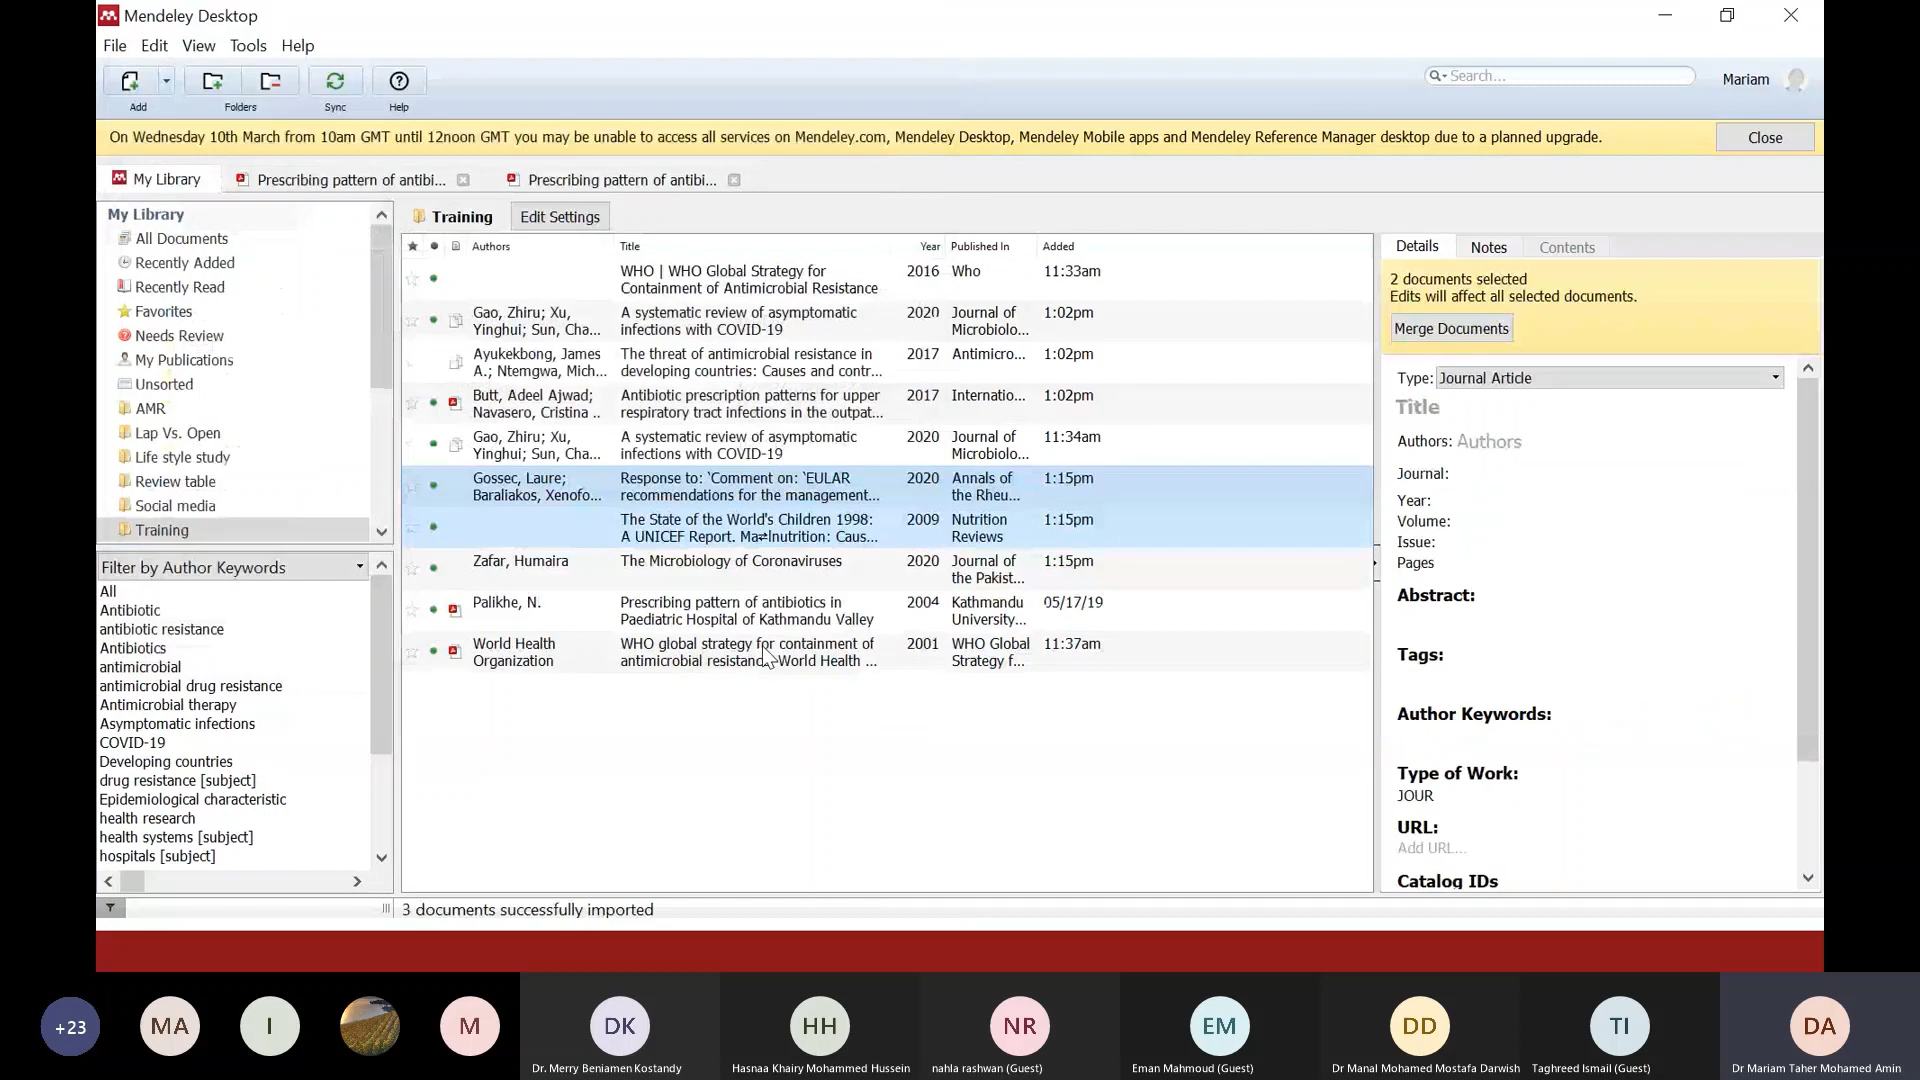 Mendeley Desktop
File Edit View Tools Help
Search... Mariam
Add Folders Sync Help
On Wednesday 10th March from 10am GMT until 12noon GMT you may be unable to access all services on Mendeley.com, Mendeley Desktop, Mendeley Mobile apps and Mendeley Reference Manager desktop due to a planned upgrade. Close
My Library Prescribing pattern of antibi... Prescribing pattern of antibi...
My Library
All Documents
Recently Added
Recently Read
Favorites
Needs Review
My Publications
Unsorted
AMR
Lap Vs. Open
Life style study
Review table
Social media
Training
Filter by Author Keywords
All
Antibiotic
antibiotic resistance
Antibiotics
antimicrobial
antimicrobial drug resistance
Antimicrobial therapy
Asymptomatic infections
COVID-19
Developing countries
drug resistance [subject]
Epidemiological characteristic
health research
health systems [subject]
hospitals [subject]
Training Edit Settings
Authors Title Year Published In Added
WHO | WHO Global Strategy for 2016 Who 11:33am
Containment of Antimicrobial Resistance
Gao, Zhiru; Xu, A systematic review of asymptomatic 2020 Journal of 1:02pm
Yinghui; Sun, Cha... infections with COVID-19 Microbiolo...
Ayukekbong, James The threat of antimicrobial resistance in 2017 Antimicro... 1:02pm
A.; Ntemgwa, Mich... developing countries: Causes and contr...
Butt, Adeel Ajwad; Antibiotic prescription patterns for upper 2017 Internatio... 1:02pm
Navasero, Cristina .. respiratory tract infections in the outpat...
Gao, Zhiru; Xu, A systematic review of asymptomatic 2020 Journal of 11:34am
Yinghui; Sun, Cha... infections with COVID-19 Microbiolo...
Gossec, Laure; Response to: 'Comment on: 'EULAR 2020 Annals of 1:15pm
Baraliakos, Xenofo... recommendations for the management... the Rheu...
The State of the World's Children 1998: 2009 Nutrition 1:15pm
A UNICEF Report. Ma⇄lnutrition: Caus... Reviews
Zafar, Humaira The Microbiology of Coronaviruses 2020 Journal of 1:15pm
the Pakist...
Palikhe, N. Prescribing pattern of antibiotics in 2004 Kathmandu 05/17/19
Paediatric Hospital of Kathmandu Valley University...
World Health WHO global strategy for containment of 2001 WHO Global 11:37am
Organization antimicrobial resistance World Health ... Strategy f...
3 documents successfully imported
Details Notes Contents
2 documents selected
Edits will affect all selected documents.
Merge Documents
Type: Journal Article
Title
Authors: Authors
Journal:
Year:
Volume:
Issue:
Pages
Abstract:
Tags:
Author Keywords:
Type of Work:
JOUR
URL:
Add URL...
Catalog IDs
+23 MA I M DK HH NR EM DD TI DA
Dr. Merry Beniamen Kostandy Hasnaa Khairy Mohammed Hussein nahla rashwan (Guest) Eman Mahmoud (Guest) Dr Manal Mohamed Mostafa Darwish Taghreed Ismail (Guest) Dr Mariam Taher Mohamed Amin